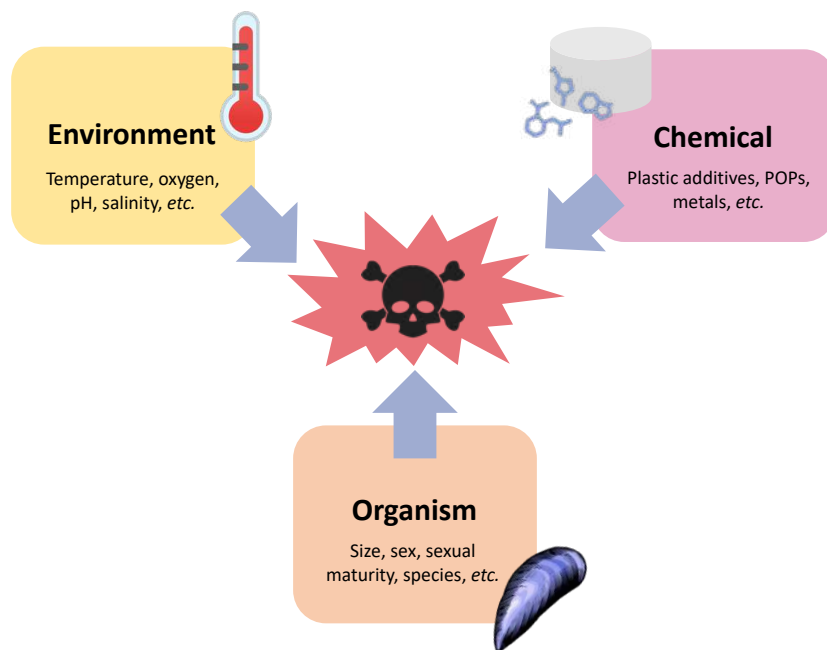 Environment
Temperature, oxygen,
pH, salinity, etc.
Chemical
Plastic additives, POPs,
metals, etc.
Organism
Size, sex, sexual
maturity, species, etc.